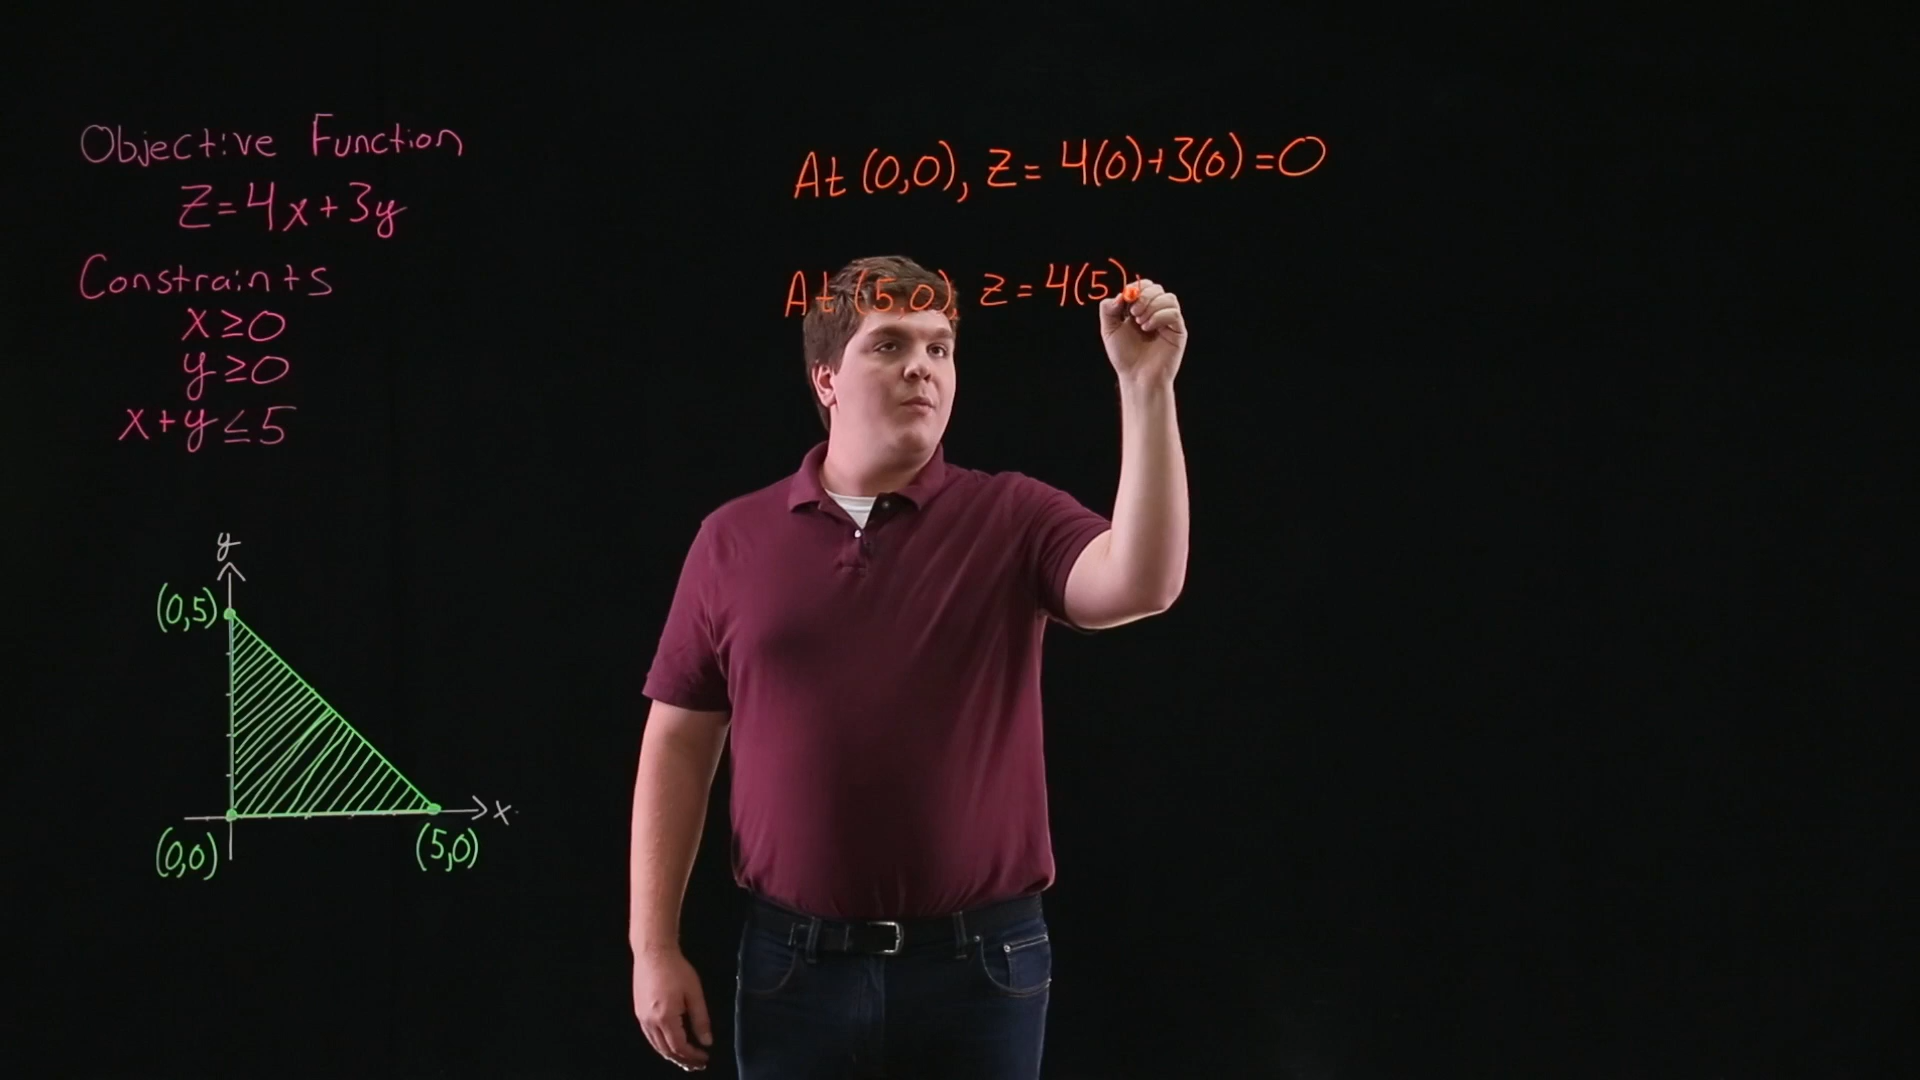 Objective Function
z=4x+3y
Constraints
x≥0
y≥0
x+y≤5
y
(0,5)
x
(0,0)
(5,0)
At (0,0), z= 4(0)+3(0)=0
At (5,0), z=4(5)